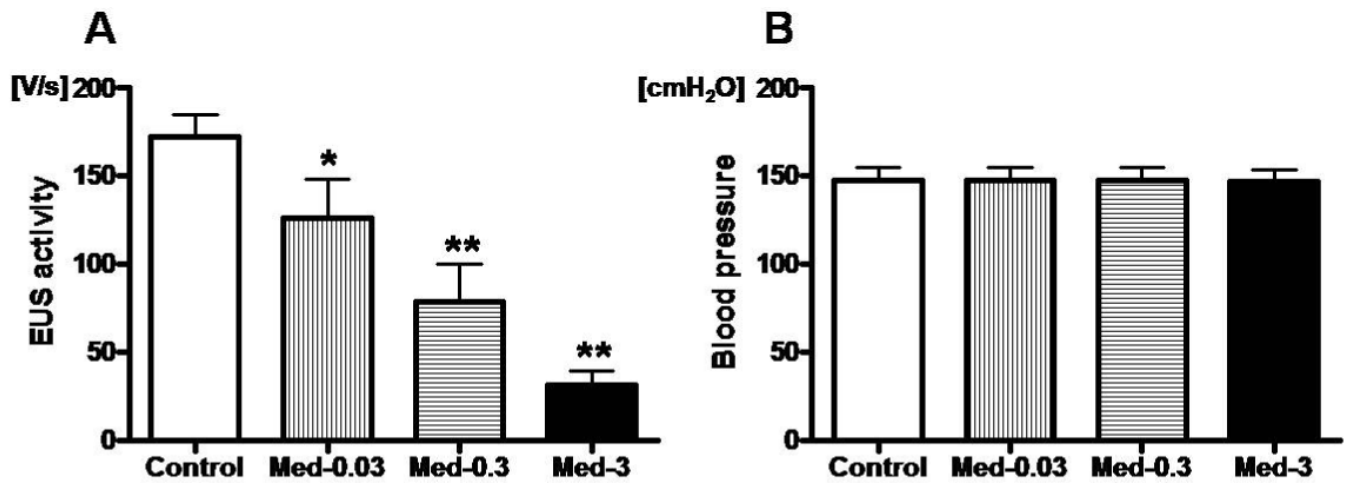 A
[V/s] 200
150
100
50
0
EUS activity
*
**
**
Control Med-0.03 Med-0.3 Med-3
B
[cmH₂O] 200
150
100
50
0
Blood pressure
Control Med-0.03 Med-0.3 Med-3